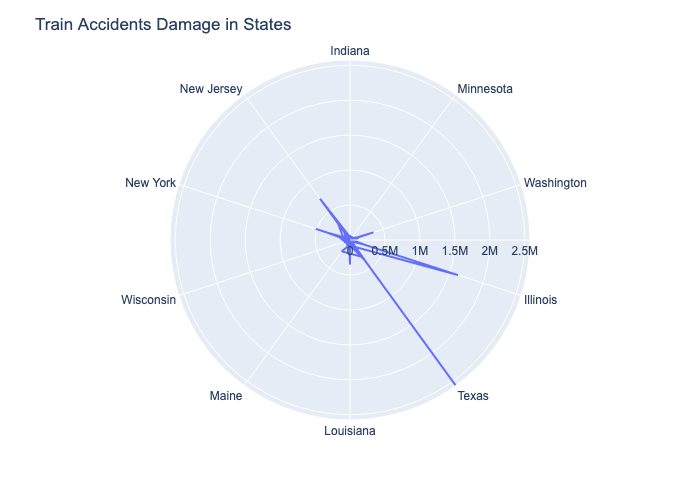 Train Accidents Damage in States
Indiana
New Jersey
Minnesota
New York
Washington
0
0.5M
1M
1.5M
2M
2.5M
Wisconsin
Illinois
Maine
Texas
Louisiana